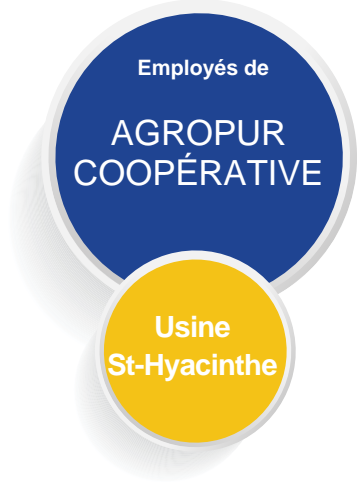 Employés de
AGROPUR
COOPÉRATIVE
Usine
St-Hyacinthe